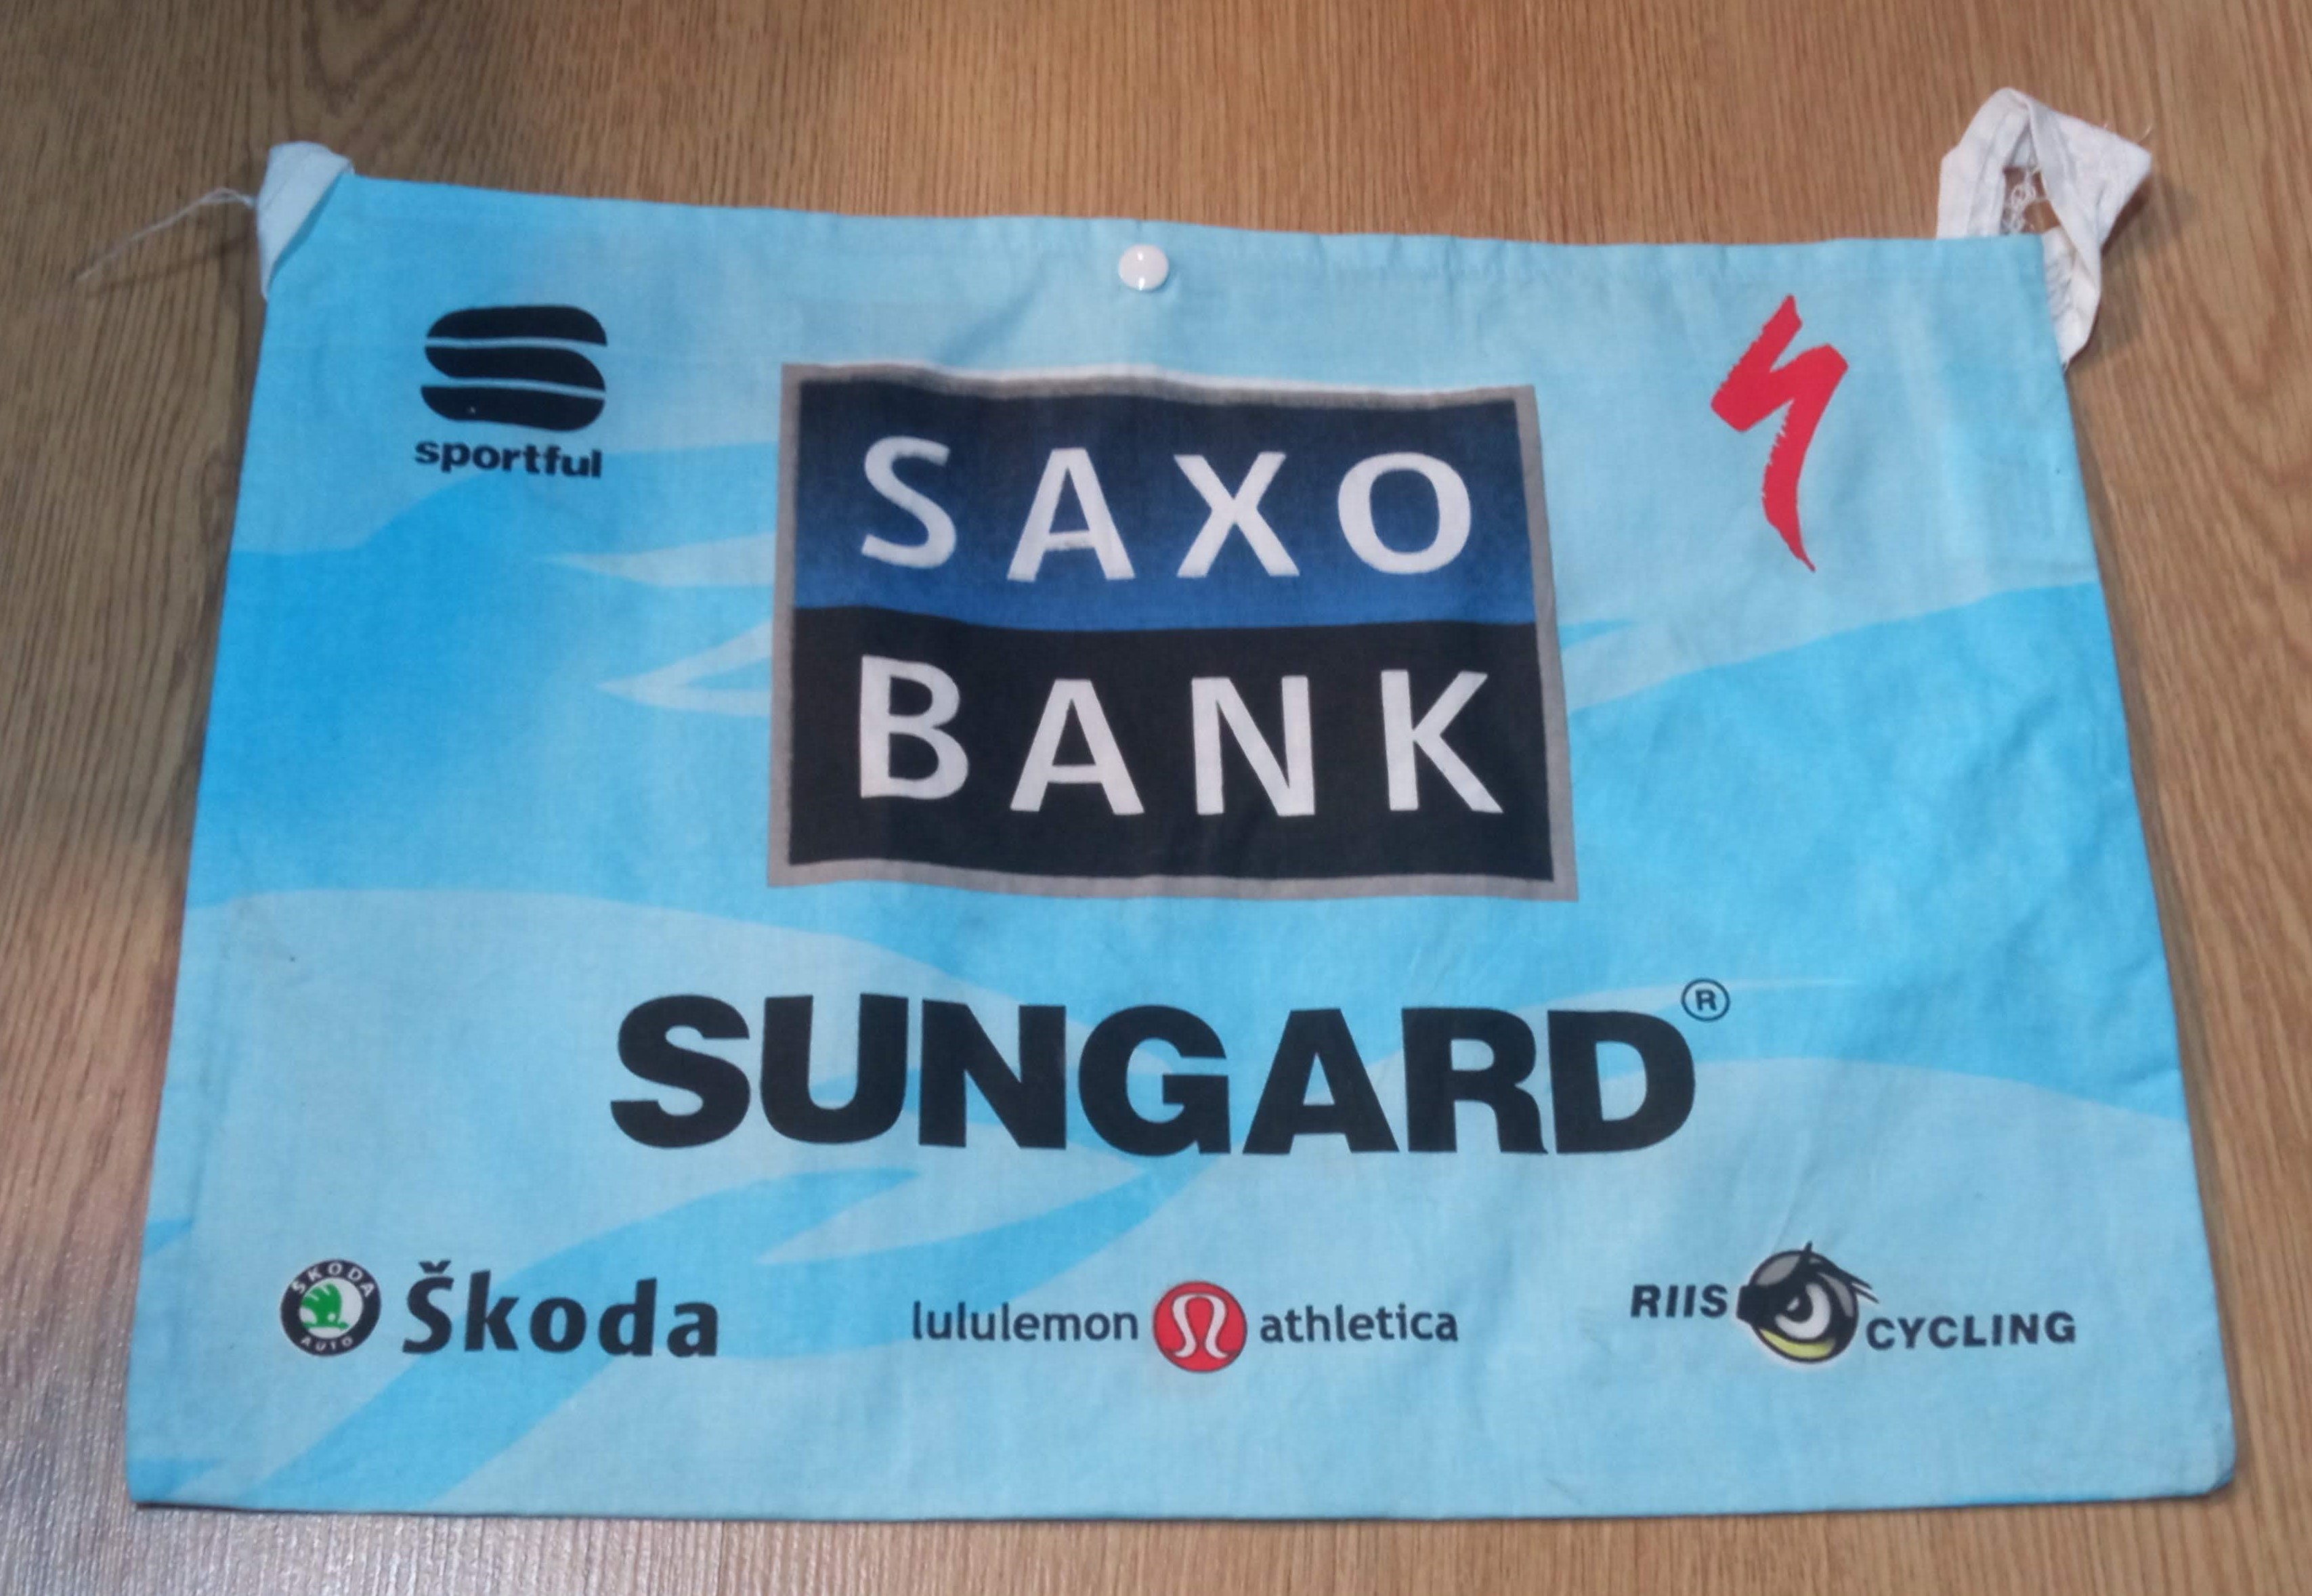 sportful
SAXO
BANK
SUNGARD®
ŠKODA
AUTO
Škoda
lululemon athletica
RIIS CYCLING